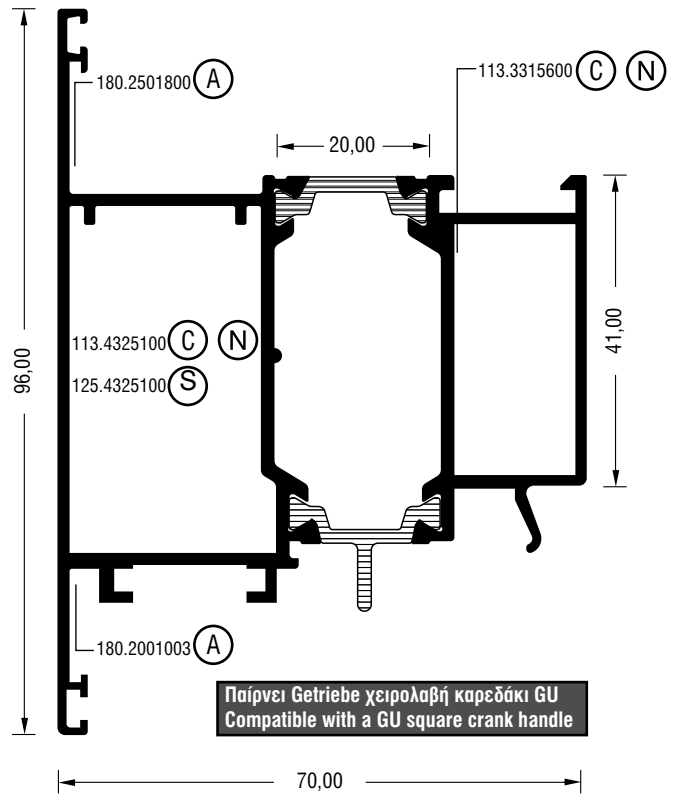 180.2501800 A
113.3315600 C N
20,00
96,00
41,00
113.4325100 C N
125.4325100 S
180.2001003 A
Παίρνει Getriebe χειρολαβή καρεδάκι GU
Compatible with a GU square crank handle
70,00